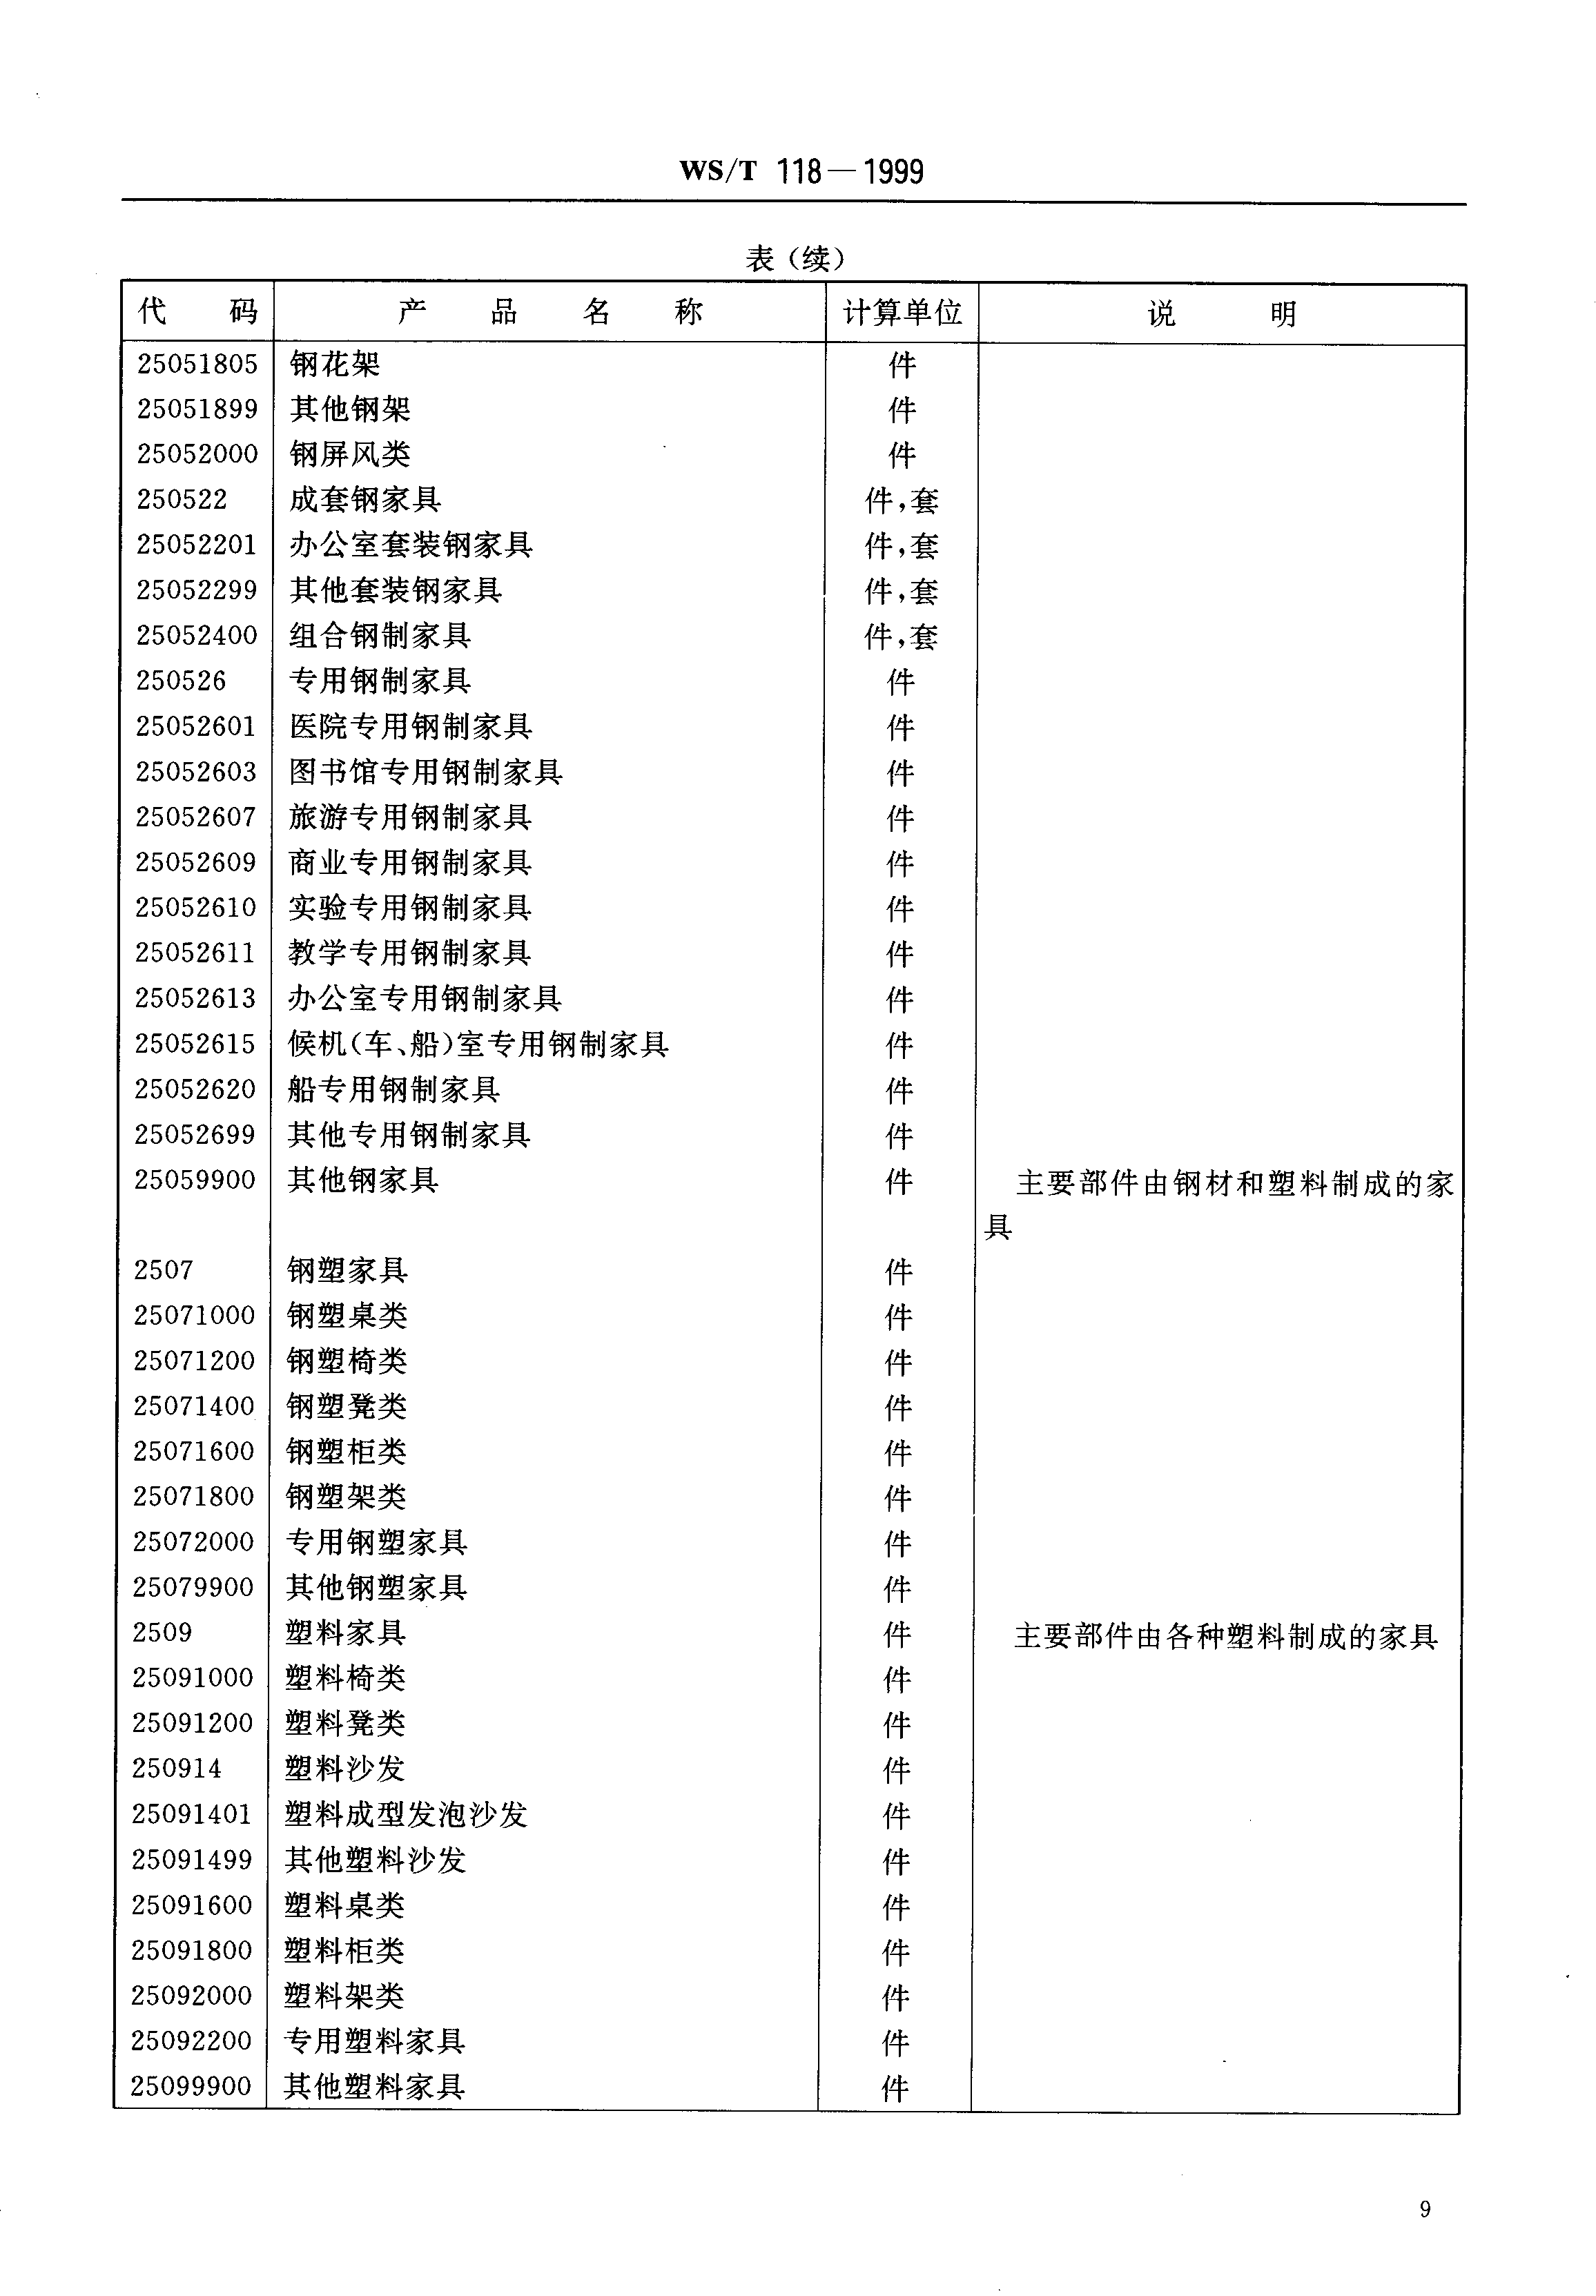 WS/T 118—1999
表(续)
代 码 产 品 名 称 计算单位 说 明
25051805 钢花架 件
25051899 其他钢架 件
25052000 钢屏风类 件
250522 成套钢家具 件,套
25052201 办公室套装钢家具 件,套
25052299 其他套装钢家具 件,套
25052400 组合钢制家具 件,套
250526 专用钢制家具 件
25052601 医院专用钢制家具 件
25052603 图书馆专用钢制家具 件
25052607 旅游专用钢制家具 件
25052609 商业专用钢制家具 件
25052610 实验专用钢制家具 件
25052611 教学专用钢制家具 件
25052613 办公室专用钢制家具 件
25052615 候机(车、船)室专用钢制家具 件
25052620 船专用钢制家具 件
25052699 其他专用钢制家具 件
25059900 其他钢家具 件 主要部件由钢材和塑料制成的家
具
2507 钢塑家具 件
25071000 钢塑桌类 件
25071200 钢塑椅类 件
25071400 钢塑凳类 件
25071600 钢塑柜类 件
25071800 钢塑架类 件
25072000 专用钢塑家具 件
25079900 其他钢塑家具 件
2509 塑料家具 件 主要部件由各种塑料制成的家具
25091000 塑料椅类 件
25091200 塑料凳类 件
250914 塑料沙发 件
25091401 塑料成型发泡沙发 件
25091499 其他塑料沙发 件
25091600 塑料桌类 件
25091800 塑料柜类 件
25092000 塑料架类 件
25092200 专用塑料家具 件
25099900 其他塑料家具 件
9